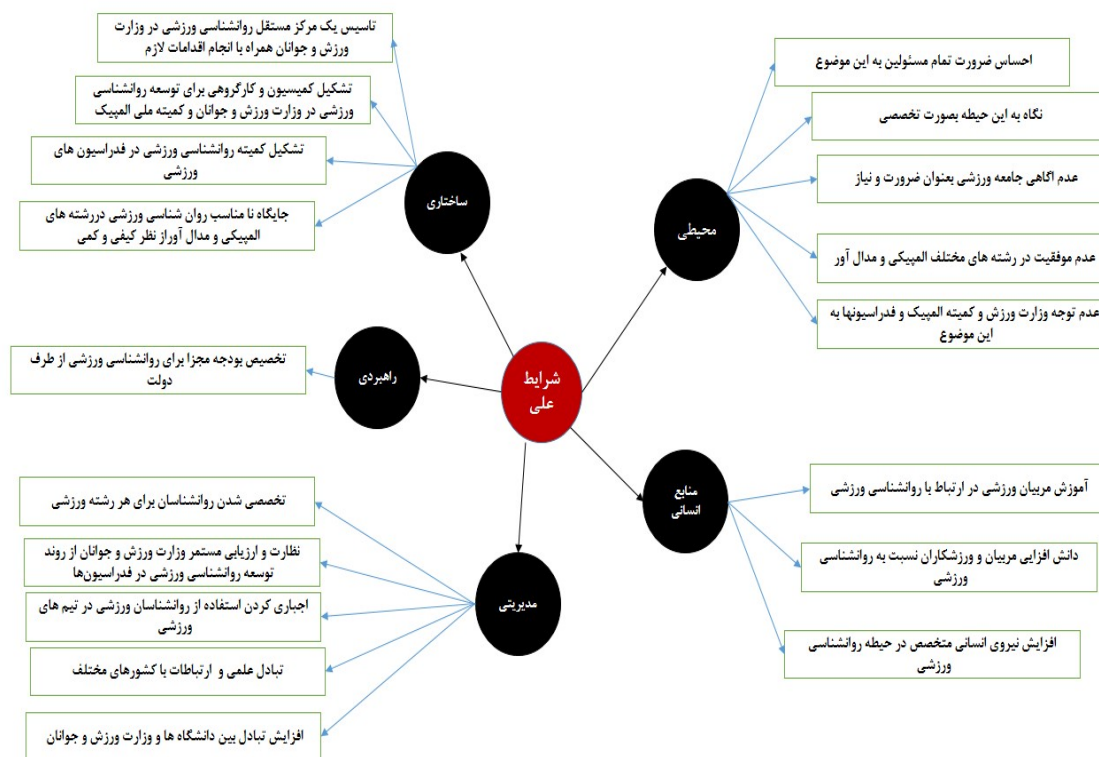 شرایط
علی
محیطی
احساس ضرورت تمام مسئولین به این موضوع
نگاه به این حیطه بصورت تخصصی
عدم اگاهی جامعه ورزشی بعنوان ضرورت و نیاز
عدم موفقیت در رشته های مختلف المپیکی و مدال آور
عدم توجه وزارت ورزش و کمیته المپیک و فدراسیونها به
این موضوع
منابع
انسانی
آموزش مربیان ورزشی در ارتباط با روانشناسی ورزشی
دانش افزایی مربیان و ورزشکاران نسبت به روانشناسی
ورزشی
افزایش نیروی انسانی متخصص در حیطه روانشناسی
ورزشی
ساختاری
تاسیس یک مرکز مستقل روانشناسی ورزشی در وزارت
ورزش و جوانان همراه با انجام اقدامات لازم
تشکیل کمیسیون و کارگروهی برای توسعه روانشناسی
ورزشی در وزارت ورزش و جوانان و کمیته ملی المپیک
تشکیل کمیته روانشناسی ورزشی در فدراسیون های
ورزشی
جایگاه نا مناسب روان شناسی ورزشی دررشته های
المپیکی و مدال آوراز نظر کیفی و کمی
راهبردی
تخصیص بودجه مجزا برای روانشناسی ورزشی از طرف
دولت
مدیریتی
تخصصی شدن روانشناسان برای هر رشته ورزشی
نظارت و ارزیابی مستمر وزارت ورزش و جوانان از روند
توسعه روانشناسی ورزشی در فدراسیون‌ها
اجباری کردن استفاده از روانشناسان ورزشی در تیم های
ورزشی
تبادل علمی و ارتباطات با کشورهای مختلف
افزایش تبادل بین دانشگاه ها و وزارت ورزش و جوانان